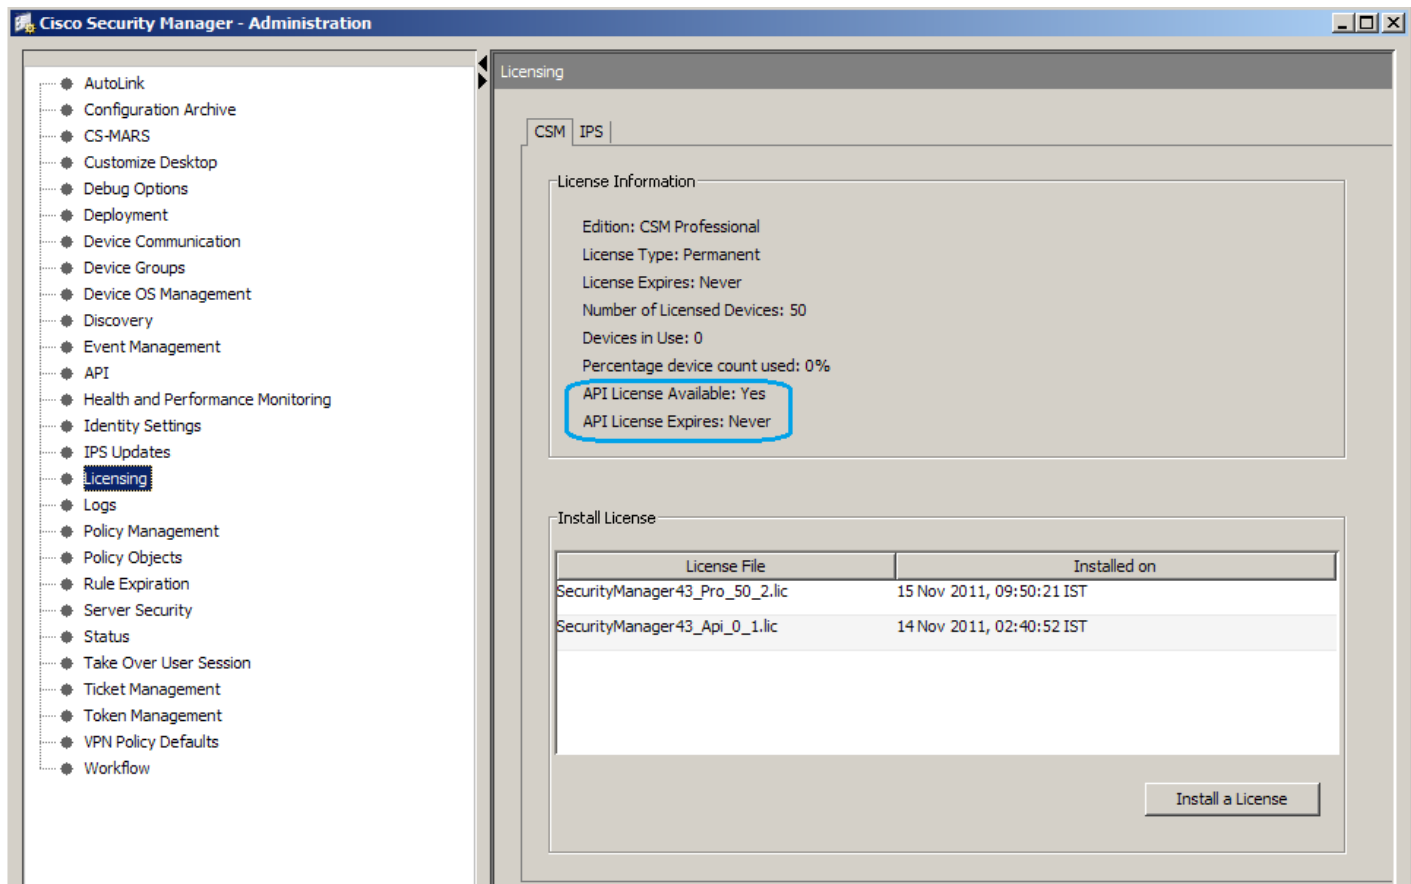 Cisco Security Manager - Administration
AutoLink
Configuration Archive
CS-MARS
Customize Desktop
Debug Options
Deployment
Device Communication
Device Groups
Device OS Management
Discovery
Event Management
API
Health and Performance Monitoring
Identity Settings
IPS Updates
Licensing
Logs
Policy Management
Policy Objects
Rule Expiration
Server Security
Status
Take Over User Session
Ticket Management
Token Management
VPN Policy Defaults
Workflow
Licensing
CSM IPS
License Information
Edition: CSM Professional
License Type: Permanent
License Expires: Never
Number of Licensed Devices: 50
Devices in Use: 0
Percentage device count used: 0%
API License Available: Yes
API License Expires: Never
Install License
License File Installed on
SecurityManager43_Pro_50_2.lic 15 Nov 2011, 09:50:21 IST
SecurityManager43_Api_0_1.lic 14 Nov 2011, 02:40:52 IST
Install a License